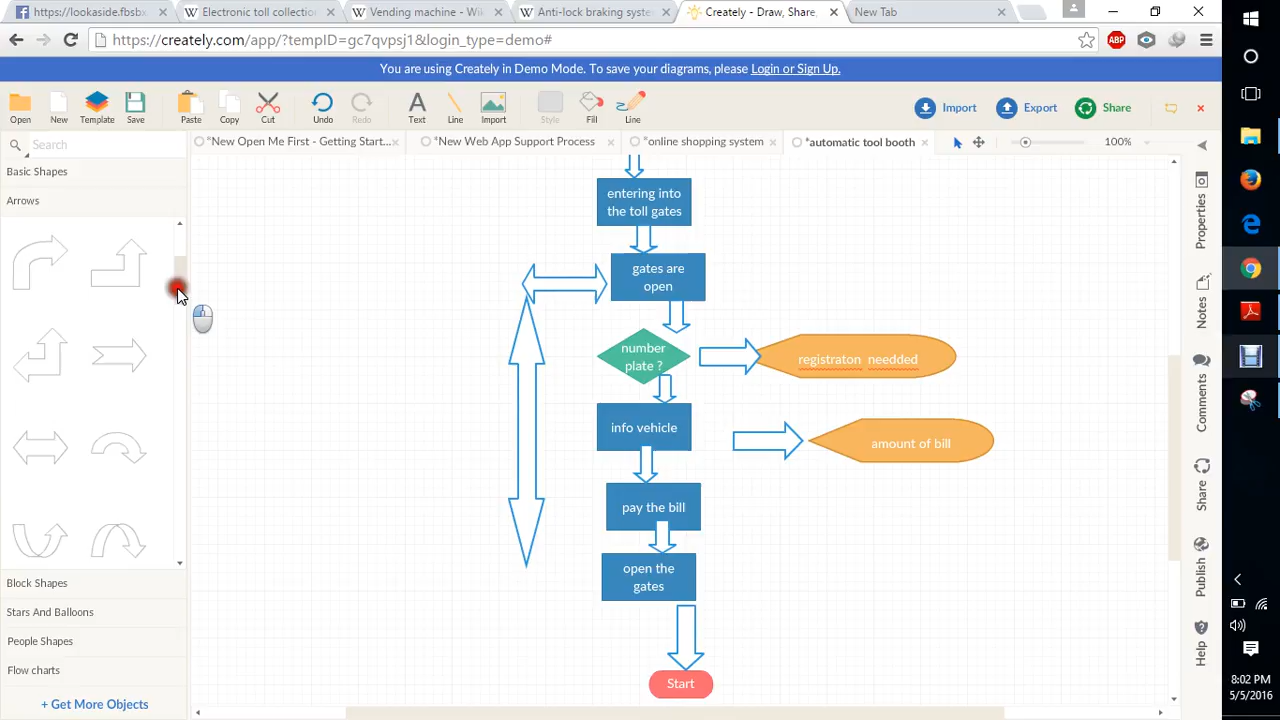 https://lookaside.fbsbx
Electronic toll collection
Vending machine - Wik
Anti-lock braking syste
Creately - Draw, Share,
New Tab
https://creately.com/app/?tempID=gc7qvpsj1&login_type=demo#
ABP
You are using Creately in Demo Mode. To save your diagrams, please Login or Sign Up.
Open
New
Template
Save
Paste
Copy
Cut
Undo
Redo
Text
Line
Import
Style
Fill
Line
Import
Export
Share
Search
*New Open Me First - Getting Start...
*New Web App Support Process
*online shopping system
*automatic tool booth
100%
Basic Shapes
Arrows
Block Shapes
Stars And Balloons
People Shapes
Flow charts
+ Get More Objects
entering into
the toll gates
gates are
open
number
plate ?
registraton needded
info vehicle
amount of bill
pay the bill
open the
gates
Start
Properties
Notes
Comments
Share
Publish
Help
8:02 PM
5/5/2016